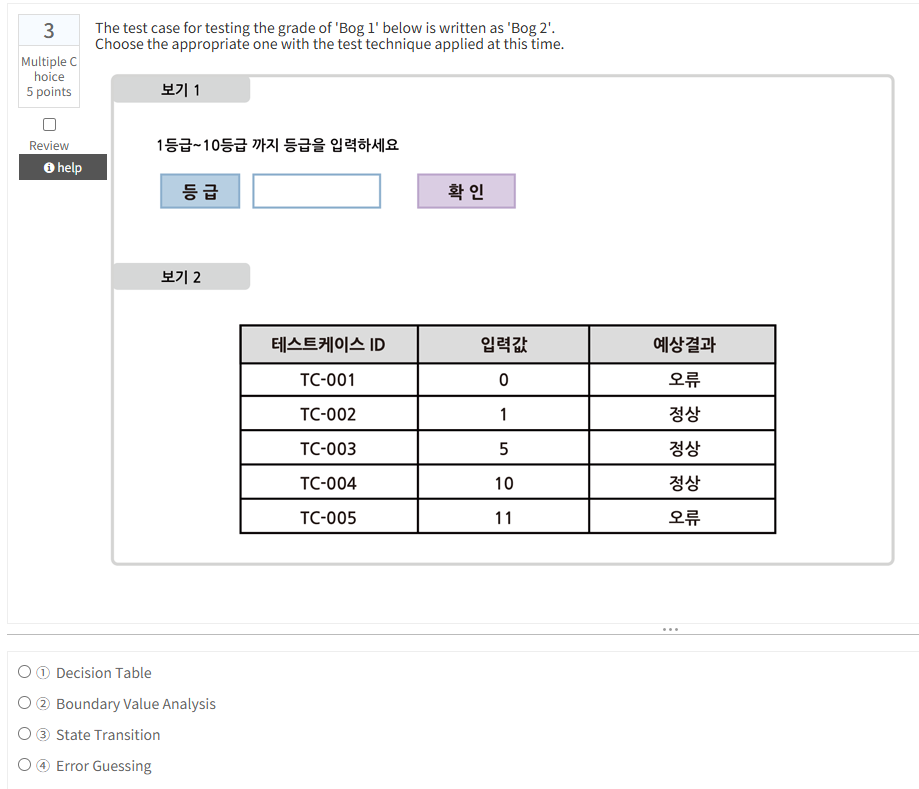 3
Multiple C
hoice
5 points
Review
help
The test case for testing the grade of 'Bog 1' below is written as 'Bog 2'.
Choose the appropriate one with the test technique applied at this time.
보기 1
1등급~10등급 까지 등급을 입력하세요
등 급
확 인
보기 2
테스트케이스 ID 입력값 예상결과
TC-001 0 오류
TC-002 1 정상
TC-003 5 정상
TC-004 10 정상
TC-005 11 오류
① Decision Table
② Boundary Value Analysis
③ State Transition
④ Error Guessing